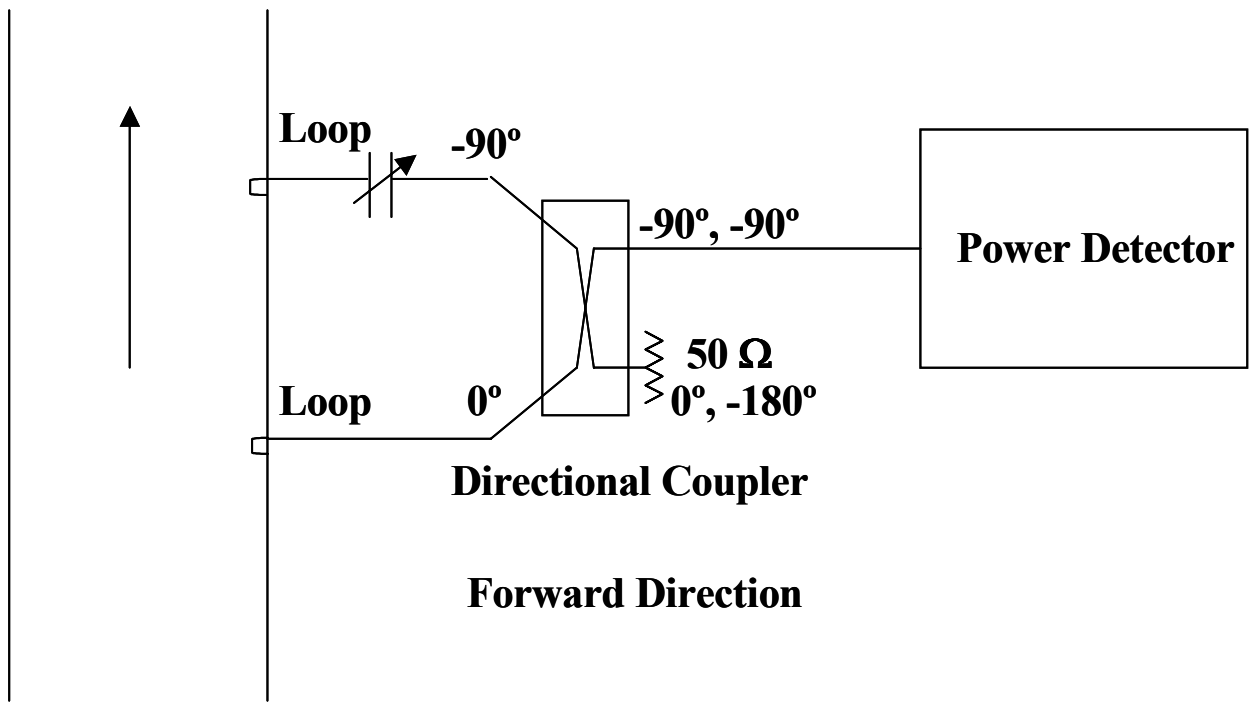 Loop
-90º
-90º, -90º
Power Detector
50 Ω
Loop
0º
0º, -180º
Directional Coupler
Forward Direction